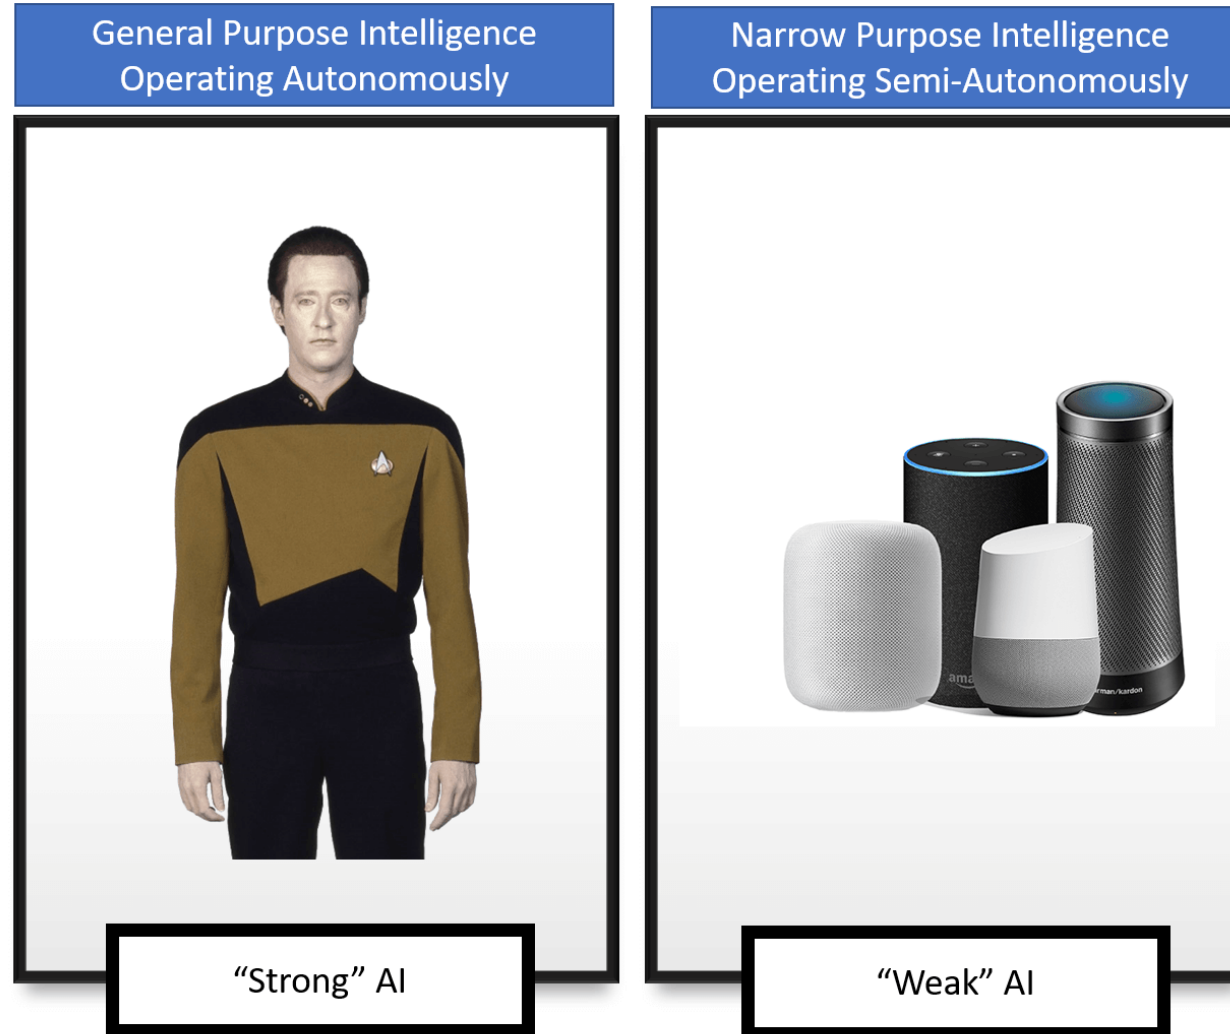 General Purpose Intelligence
Operating Autonomously
Narrow Purpose Intelligence
Operating Semi-Autonomously
“Strong” AI
“Weak” AI